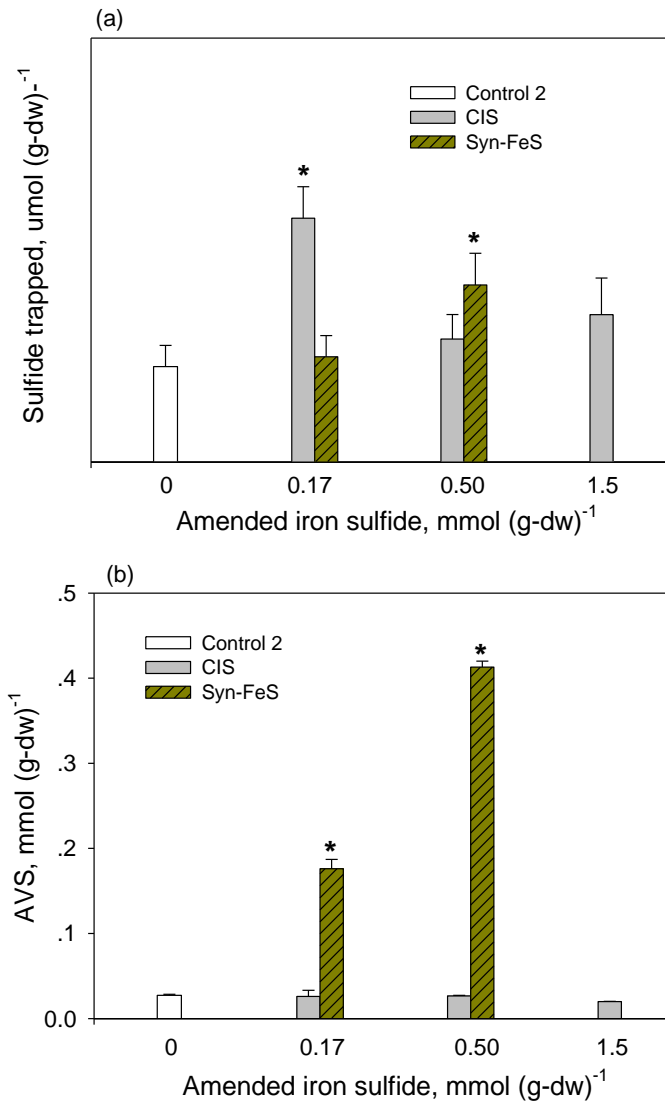 (a)
Sulfide trapped, umol (g-dw)-⁻¹
Control 2
CIS
Syn-FeS
*
*
0 0.17 0.50 1.5
Amended iron sulfide, mmol (g-dw)⁻¹
(b)
AVS, mmol (g-dw)⁻¹
.5
.4
.3
.2
.1
0.0
Control 2
CIS
Syn-FeS
*
*
0 0.17 0.50 1.5
Amended iron sulfide, mmol (g-dw)⁻¹